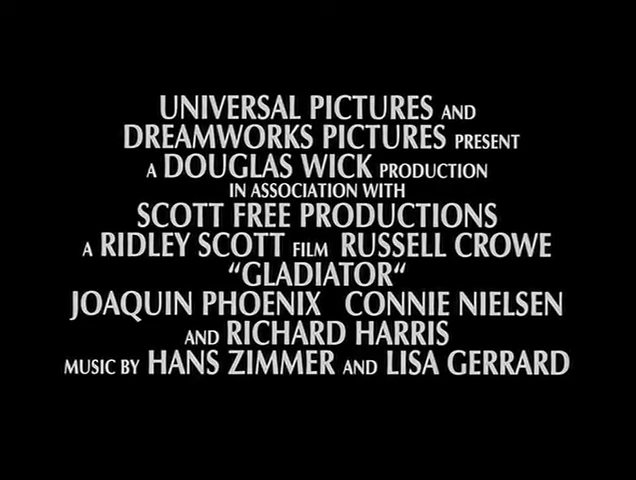 UNIVERSAL PICTURES AND
DREAMWORKS PICTURES PRESENT
A DOUGLAS WICK PRODUCTION
IN ASSOCIATION WITH
SCOTT FREE PRODUCTIONS
A RIDLEY SCOTT FILM RUSSELL CROWE
“GLADIATOR“
JOAQUIN PHOENIX CONNIE NIELSEN
AND RICHARD HARRIS
MUSIC BY HANS ZIMMER AND LISA GERRARD